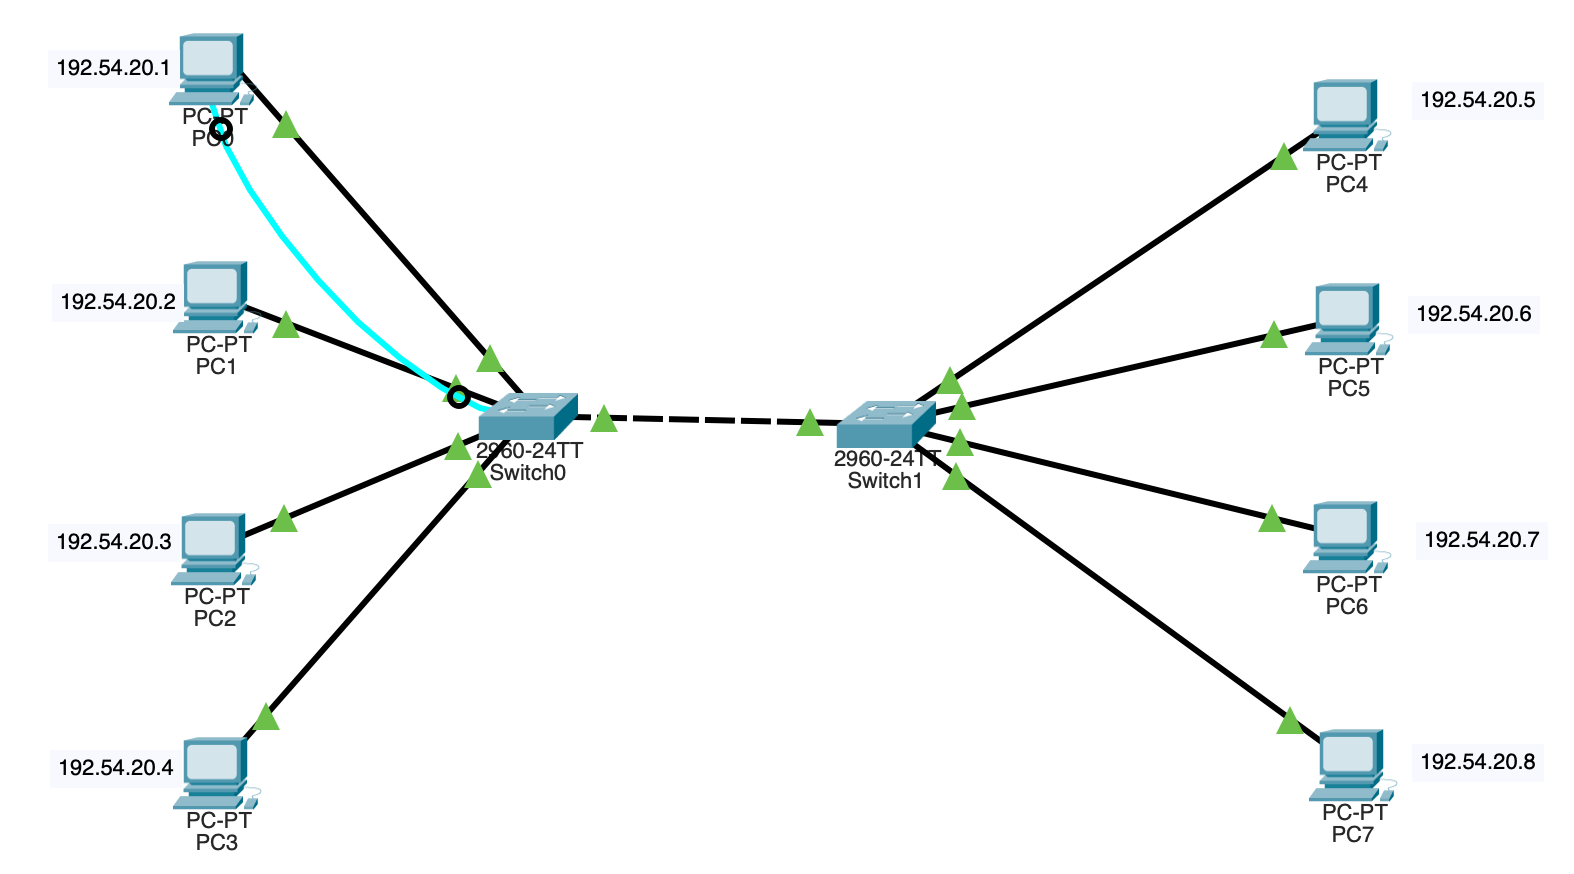 192.54.20.1
PC-PT
PC0
192.54.20.2
PC-PT
PC1
192.54.20.3
PC-PT
PC2
192.54.20.4
PC-PT
PC3
2960-24TT
Switch0
2960-24TT
Switch1
192.54.20.5
PC-PT
PC4
192.54.20.6
PC-PT
PC5
192.54.20.7
PC-PT
PC6
192.54.20.8
PC-PT
PC7